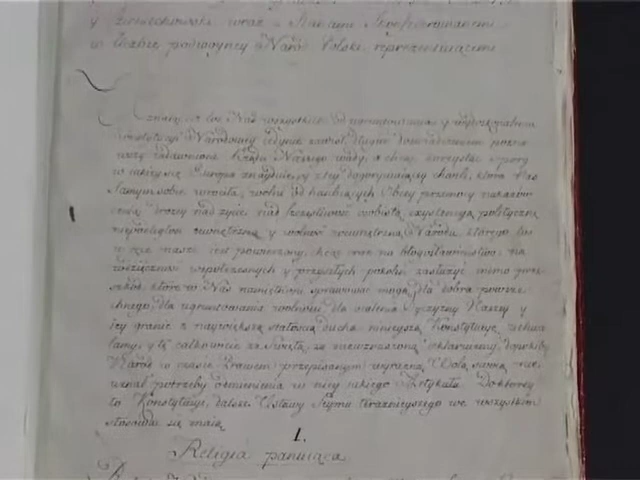 wraz Stanami Skonfederowanemi
w liczbie podwóyney Naród Polski reprezentuiącemi
Uznaiąc, iż los Nas wszystkich od ugruntowania y wydoskonalenia
Konstytucyi Narodowey iedynie zawisł, długim doświadczeniem pozna-
wszy zadawnione Rządu Naszego wady, a chcąc korzystać z pory
w iakiey się Europa znayduie, y z tey dogorywaiącey chwili, która Nas
Samym sobie wróciła, wolni od hańbiących obcey przemocy nakazów
ceniąc drożey nad życie, nad szczęśliwość osobistą exystencyą polityczną
niepodległość zewnętrzną y wolność wewnętrzną Narodu, którego los
w ręce nasze iest powierzony, chcąc oraz na błogosławieństwo, na
wdzięczność współczesnych y przyszłych pokoleń zasłużyć mimo prze-
szkód, które w Nas namiętności sprawować mogą, dla dobra powsze-
chnego, dla ugruntowania wolności, dla ocalenia Oyczyzny Naszey y
iey granic z największą stałością ducha ninieyszą Konstytucyę uchwa-
lamy, y tę całkowicie za świętą, za niewzruszoną deklaruiemy, dopókiby
Naród w czasie Prawem przepisanym wyraźną Wolą swoią nie
uznał potrzeby odmienienia w niey iakiego Artykułu. Do którey
to Konstytucyi dalsze Ustawy Seymu teraźnieyszego we wszystkim
stosować się maią
I.
Religia panuiąca